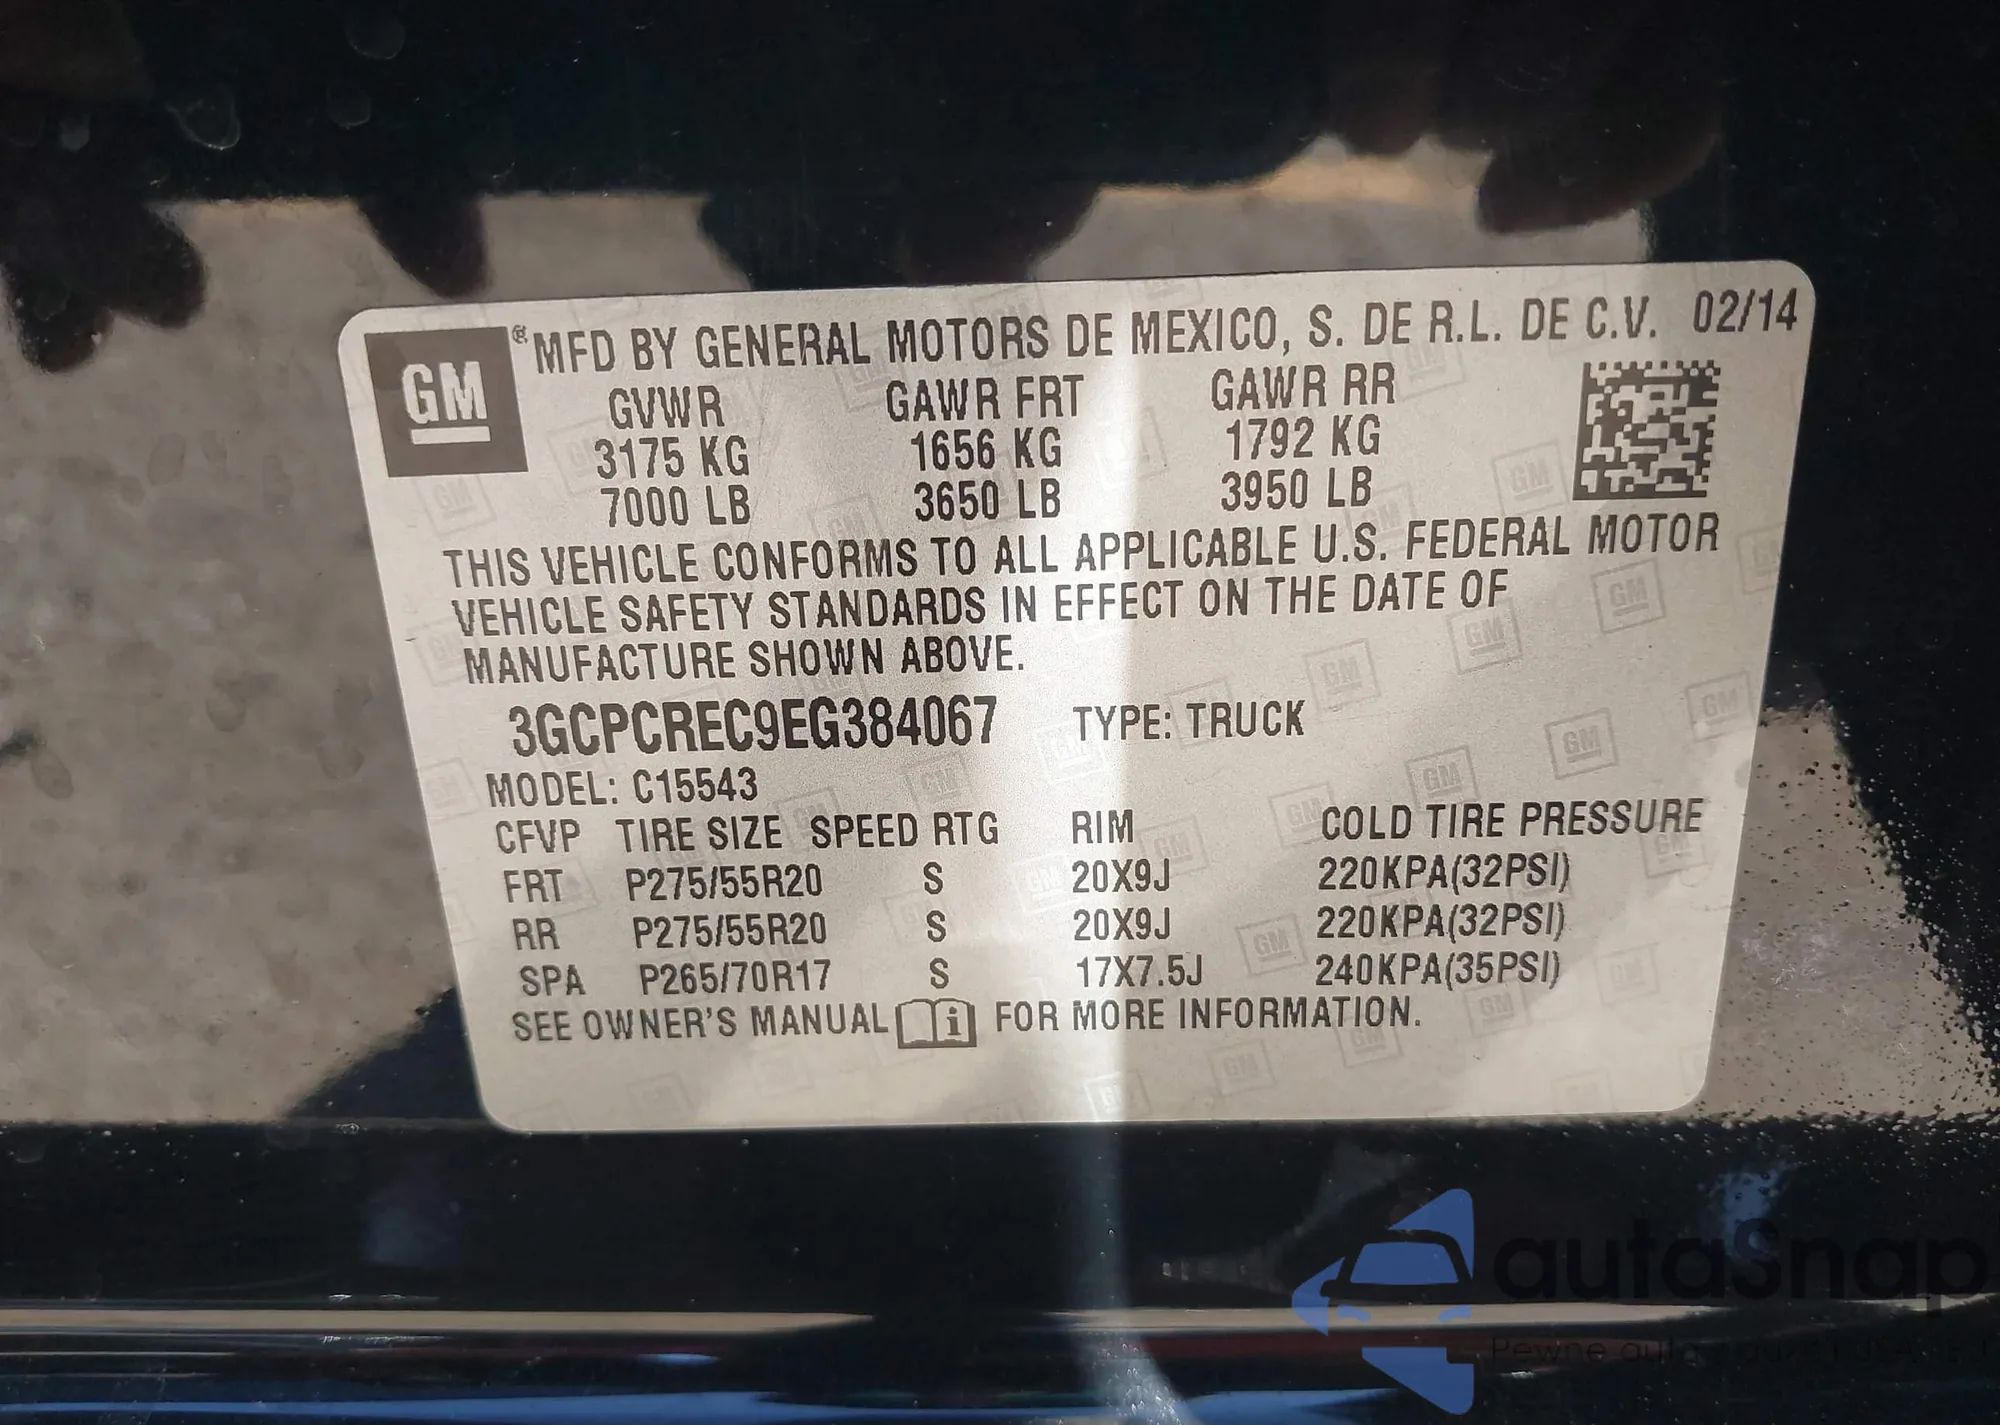 GM ® MFD BY GENERAL MOTORS DE MEXICO, S. DE R.L. DE C.V. 02/14
GVWR GAWR FRT GAWR RR
3175 KG 1656 KG 1792 KG
7000 LB 3650 LB 3950 LB
THIS VEHICLE CONFORMS TO ALL APPLICABLE U.S. FEDERAL MOTOR
VEHICLE SAFETY STANDARDS IN EFFECT ON THE DATE OF
MANUFACTURE SHOWN ABOVE.
3GCPCREC9EG384067 TYPE: TRUCK
MODEL: C15543
CFVP TIRE SIZE SPEED RTG RIM COLD TIRE PRESSURE
FRT P275/55R20 S 20X9J 220KPA(32PSI)
RR P275/55R20 S 20X9J 220KPA(32PSI)
SPA P265/70R17 S 17X7.5J 240KPA(35PSI)
SEE OWNER'S MANUAL i FOR MORE INFORMATION.
autaSnap
Pewne auta z